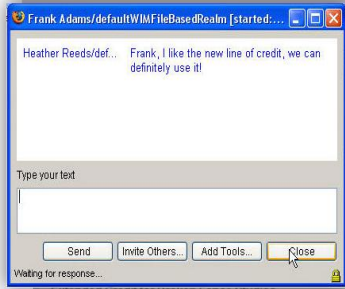 Frank Adams/defaultWIMFileBasedRealm [started:...
Heather Reeds/def... Frank, I like the new line of credit, we can
definitely use it!
Type your text
Send Invite Others... Add Tools... Close
Waiting for response...